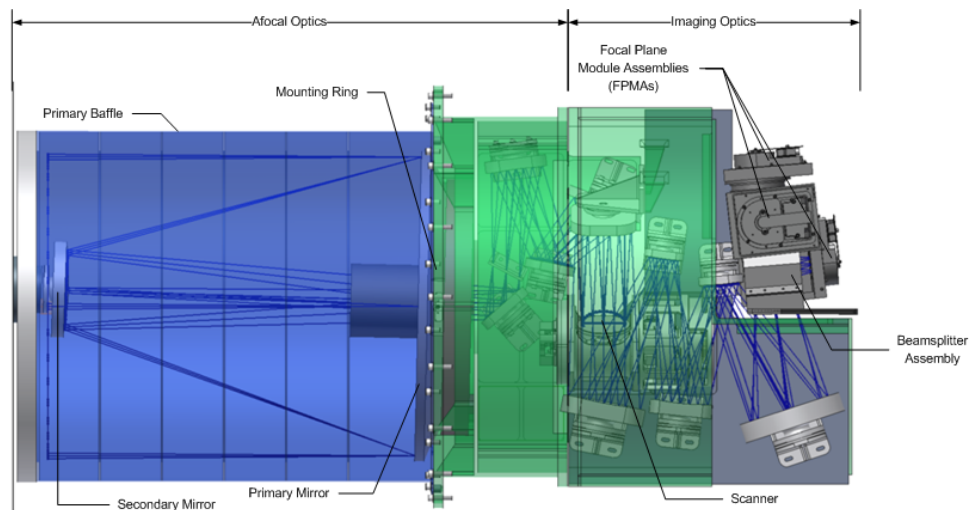 Afocal Optics
Imaging Optics
Focal Plane
Module Assemblies
(FPMAs)
Mounting Ring
Primary Baffle
Beamsplitter
Assembly
Primary Mirror
Scanner
Secondary Mirror